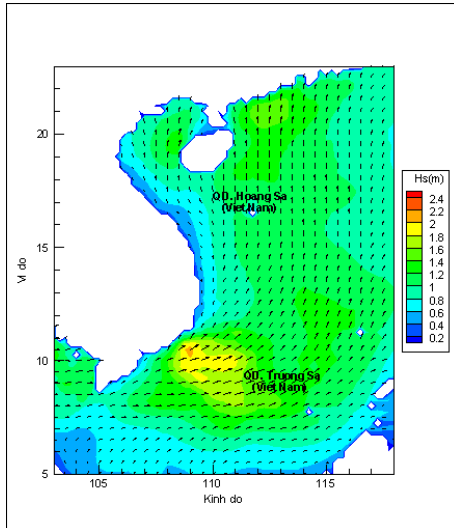 20
15
10
5
Vi do
105
110
115
Kinh do
QD. Hoang Sa
(Viet Nam)
QD. Truong Sa
(Viet Nam)
Hs(m)
2.4
2.2
2
1.8
1.6
1.4
1.2
1
0.8
0.6
0.4
0.2